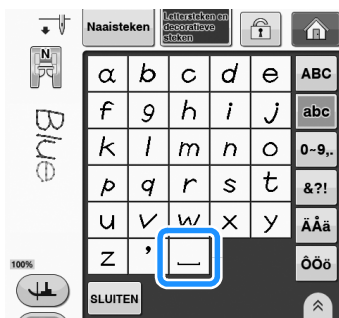 Naaisteken
Lettersteken en
decoratieve
steken
N
Blue
a b c d e ABC
f g h i j abc
k l m n o 0~9,.
p q r s t &?!
u v w x y ÄÅä
z ’ ÔÖö
100%
SLUITEN